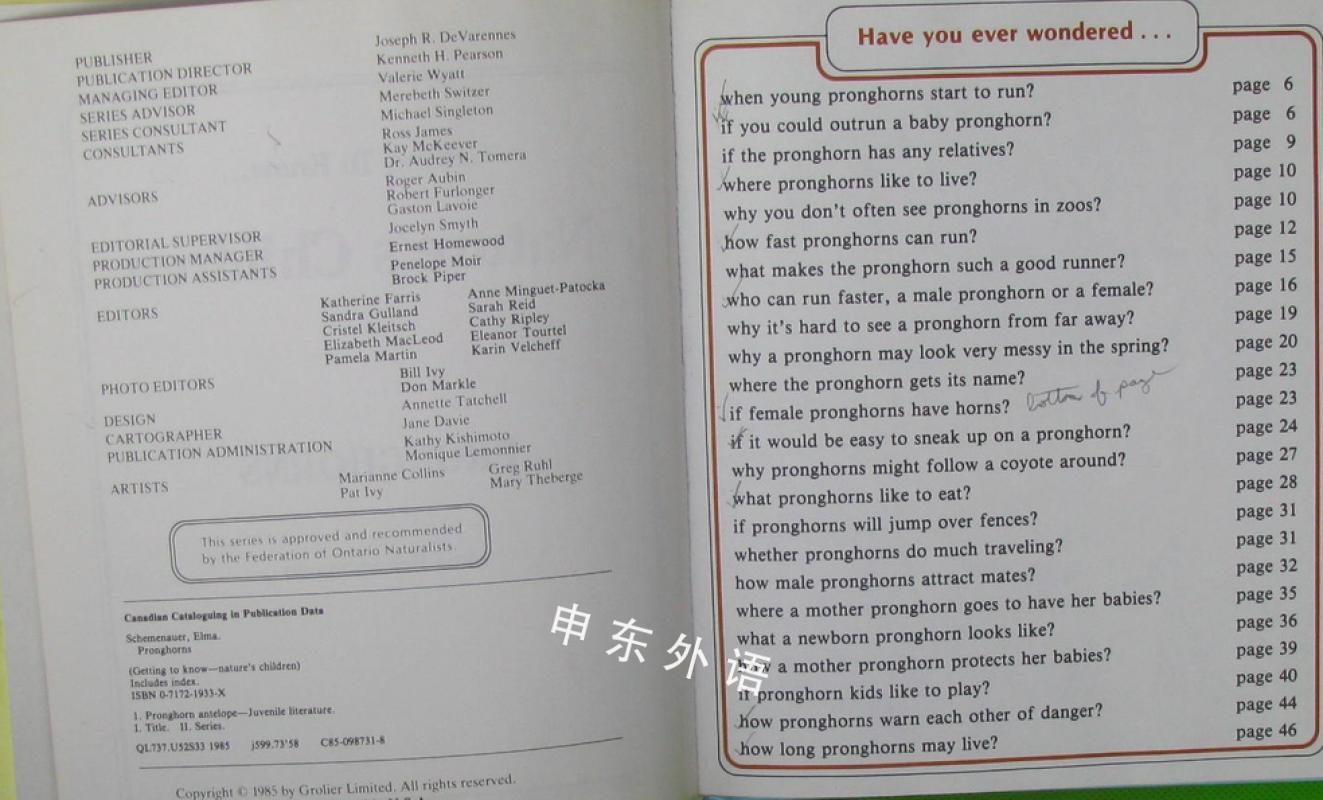 PUBLISHER Joseph R. DeVarennes
PUBLICATION DIRECTOR Kenneth H. Pearson
MANAGING EDITOR Valerie Wyatt
SERIES ADVISOR Merebeth Switzer
SERIES CONSULTANT Michael Singleton
CONSULTANTS Ross James
Kay McKeever
Dr. Audrey N. Tomera
ADVISORS Roger Aubin
Robert Furlonger
Gaston Lavoie
EDITORIAL SUPERVISOR Jocelyn Smyth
PRODUCTION MANAGER Ernest Homewood
PRODUCTION ASSISTANTS Penelope Moir
Brock Piper
EDITORS Katherine Farris Anne Minguet-Patocka
Sandra Gulland Sarah Reid
Cristel Kleitsch Cathy Ripley
Elizabeth MacLeod Eleanor Tourtel
Pamela Martin Karin Velcheff
PHOTO EDITORS Bill Ivy
Don Markle
DESIGN Annette Tatchell
CARTOGRAPHER Jane Davie
PUBLICATION ADMINISTRATION Kathy Kishimoto
Monique Lemonnier
ARTISTS Marianne Collins Greg Ruhl
Pat Ivy Mary Theberge
This series is approved and recommended
by the Federation of Ontario Naturalists.
Canadian Cataloguing in Publication Data
Schemenauer, Elma.
Pronghorns
(Getting to know—nature's children)
Includes index.
ISBN 0-7172-1933-X
1. Pronghorn antelope—Juvenile literature.
I. Title. II. Series.
QL737.U52S33 1985 j599.73'58 C85-098731-8
Copyright © 1985 by Grolier Limited. All rights reserved.
Have you ever wondered . . .
when young pronghorns start to run? page 6
if you could outrun a baby pronghorn? page 6
if the pronghorn has any relatives? page 9
where pronghorns like to live? page 10
why you don't often see pronghorns in zoos? page 10
how fast pronghorns can run? page 12
what makes the pronghorn such a good runner? page 15
who can run faster, a male pronghorn or a female? page 16
why it's hard to see a pronghorn from far away? page 19
why a pronghorn may look very messy in the spring? page 20
where the pronghorn gets its name? page 23
if female pronghorns have horns? bottom of page page 23
if it would be easy to sneak up on a pronghorn? page 24
why pronghorns might follow a coyote around? page 27
what pronghorns like to eat? page 28
if pronghorns will jump over fences? page 31
whether pronghorns do much traveling? page 31
how male pronghorns attract mates? page 32
where a mother pronghorn goes to have her babies? page 35
what a newborn pronghorn looks like? page 36
how a mother pronghorn protects her babies? page 39
if pronghorn kids like to play? page 40
how pronghorns warn each other of danger? page 44
how long pronghorns may live? page 46
申东外语